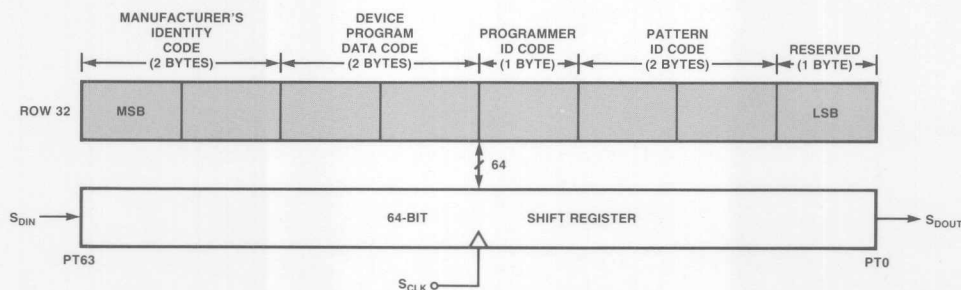 MANUFACTURER'S
IDENTITY
CODE
(2 BYTES)
DEVICE
PROGRAM
DATA CODE
(2 BYTES)
PROGRAMMER
ID CODE
(1 BYTE)
PATTERN
ID CODE
(2 BYTES)
RESERVED
(1 BYTE)
ROW 32
MSB
LSB
64
SDIN
64-BIT SHIFT REGISTER
SDOUT
PT63
PT0
SCLK